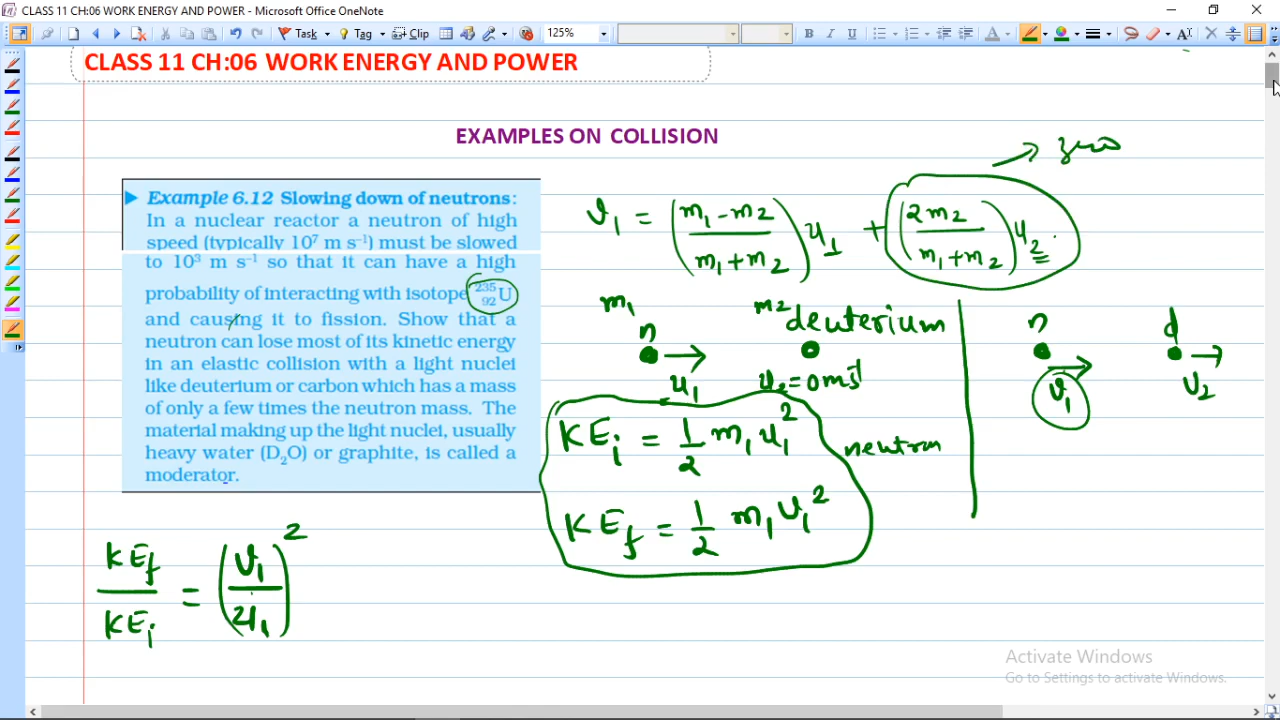 CLASS 11 CH:06 WORK ENERGY AND POWER - Microsoft Office OneNote
Task Tag Clip 125% B I U
CLASS 11 CH:06 WORK ENERGY AND POWER
EXAMPLES ON COLLISION
▶ Example 6.12 Slowing down of neutrons:
In a nuclear reactor a neutron of high
speed (typically 10⁷ m s⁻¹) must be slowed
to 10³ m s⁻¹ so that it can have a high
probability of interacting with isotope ²³⁵₉₂U
and causing it to fission. Show that a
neutron can lose most of its kinetic energy
in an elastic collision with a light nuclei
like deuterium or carbon which has a mass
of only a few times the neutron mass. The
material making up the light nuclei, usually
heavy water (D₂O) or graphite, is called a
moderator.
→ zero
v₁ = ((m₁ - m₂)/(m₁ + m₂)) u₁ + (2m₂/(m₁ + m₂)) u₂
m₁ m₂ deuterium
n n d
u₁ u₂ = 0 ms⁻¹ v₁ v₂
KEᵢ = 1/2 m₁ u₁²
neutron
KE_f = 1/2 m₁ v₁²
KE_f/KEᵢ = (v₁/u₁)²
Activate Windows
Go to Settings to activate Windows.